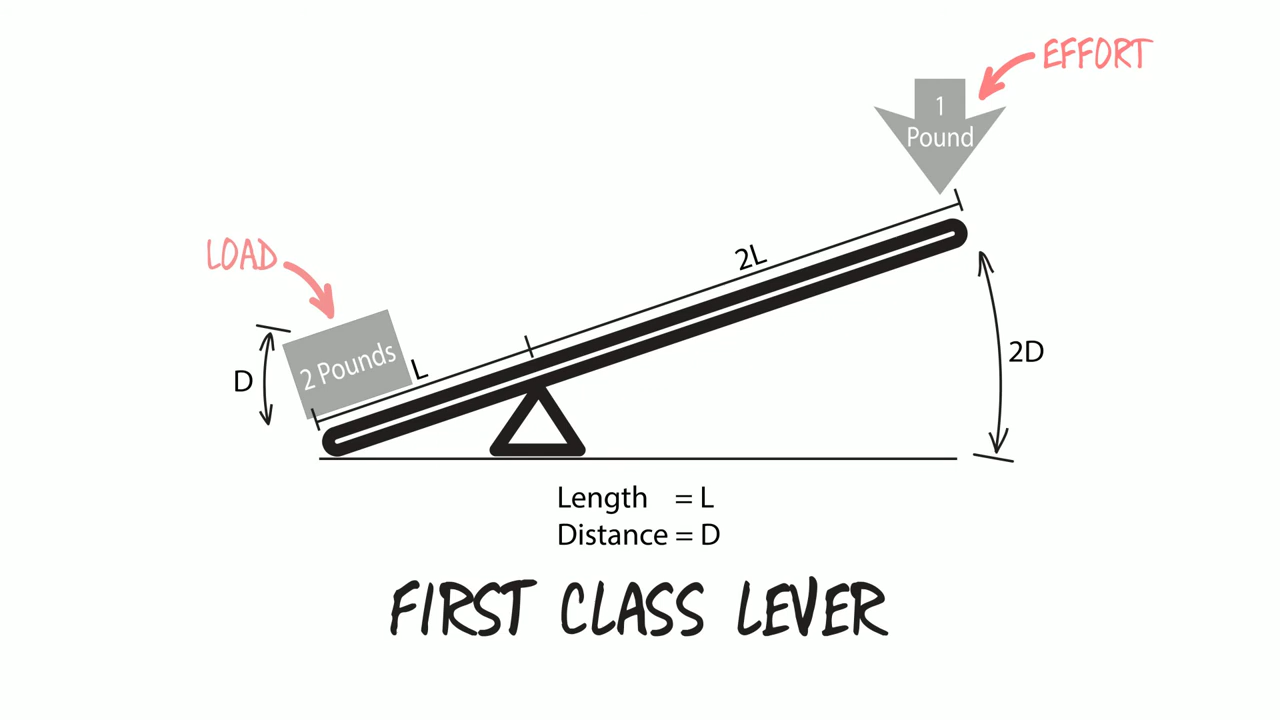 EFFORT
1
Pound
2L
LOAD
2 Pounds
L
D
2D
Length = L
Distance = D
FIRST CLASS LEVER